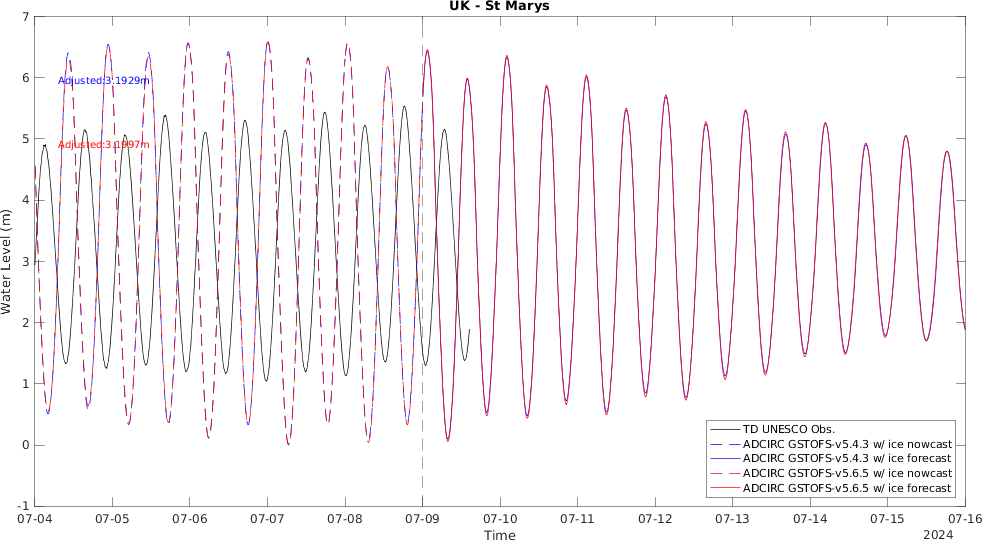 UK - St Marys
7
6
5
4
3
2
1
0
-1
Water Level (m)
Adjusted:3.1929m
Adjusted:3.1997m
TD UNESCO Obs.
ADCIRC GSTOFS-v5.4.3 w/ ice nowcast
ADCIRC GSTOFS-v5.4.3 w/ ice forecast
ADCIRC GSTOFS-v5.6.5 w/ ice nowcast
ADCIRC GSTOFS-v5.6.5 w/ ice forecast
07-04 07-05 07-06 07-07 07-08 07-09 07-10 07-11 07-12 07-13 07-14 07-15 07-16
Time
2024